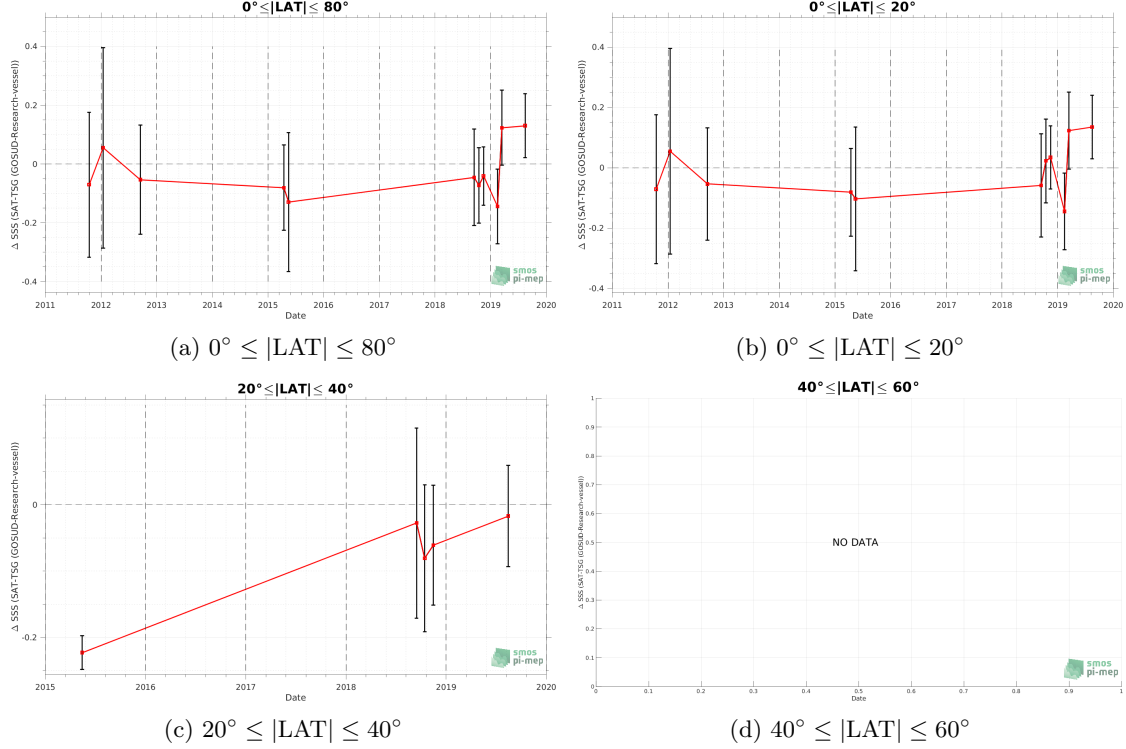 0°≤|LAT|≤ 80°
Δ SSS (SAT-TSG (GOSUD-Research-vessel))
0.4
0.2
0
-0.2
-0.4
2011 2012 2013 2014 2015 2016 2017 2018 2019 2020
Date
smos
pi-mep
(a) 0° ≤ |LAT| ≤ 80°
0°≤|LAT|≤ 20°
Δ SSS (SAT-TSG (GOSUD-Research-vessel))
0.4
0.2
0
-0.2
-0.4
2011 2012 2013 2014 2015 2016 2017 2018 2019 2020
Date
smos
pi-mep
(b) 0° ≤ |LAT| ≤ 20°
20°≤|LAT|≤ 40°
Δ SSS (SAT-TSG (GOSUD-Research-vessel))
0
-0.2
2015 2016 2017 2018 2019 2020
Date
smos
pi-mep
(c) 20° ≤ |LAT| ≤ 40°
40°≤|LAT|≤ 60°
Δ SSS (SAT-TSG (GOSUD-Research-vessel))
1
0.9
0.8
0.7
0.6
0.5
0.4
0.3
0.2
0.1
0
NO DATA
0 0.1 0.2 0.3 0.4 0.5 0.6 0.7 0.8 0.9 1
Date
smos
pi-mep
(d) 40° ≤ |LAT| ≤ 60°